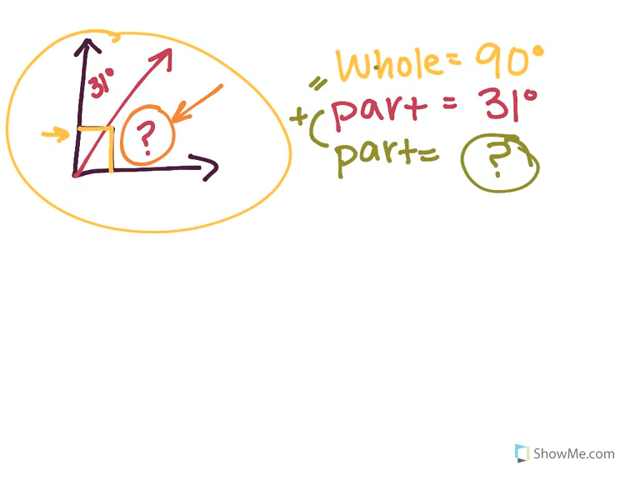 31°
?
Whole = 90°
part = 31°
part = ?
+
=
ShowMe.com